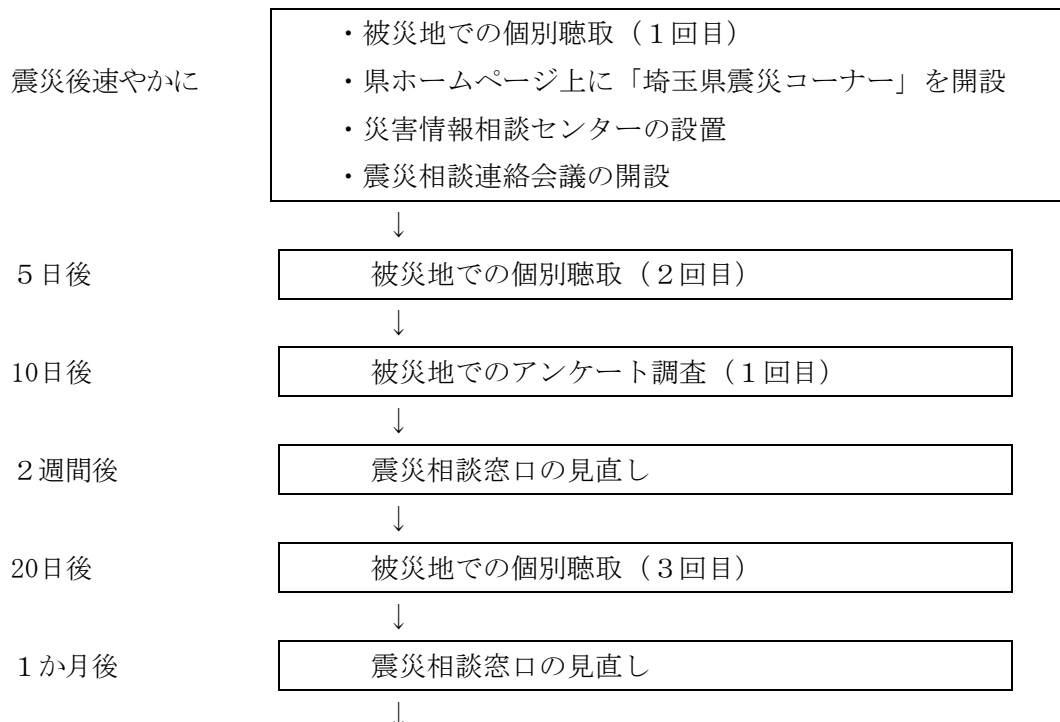 ・被災地での個別聴取（１回目）
震災後速やかに ・県ホームページ上に「埼玉県震災コーナー」を開設
・災害情報相談センターの設置
・震災相談連絡会議の開設
↓
５日後 被災地での個別聴取（２回目）
↓
10日後 被災地でのアンケート調査（１回目）
↓
２週間後 震災相談窓口の見直し
↓
20日後 被災地での個別聴取（３回目）
↓
１か月後 震災相談窓口の見直し
↓